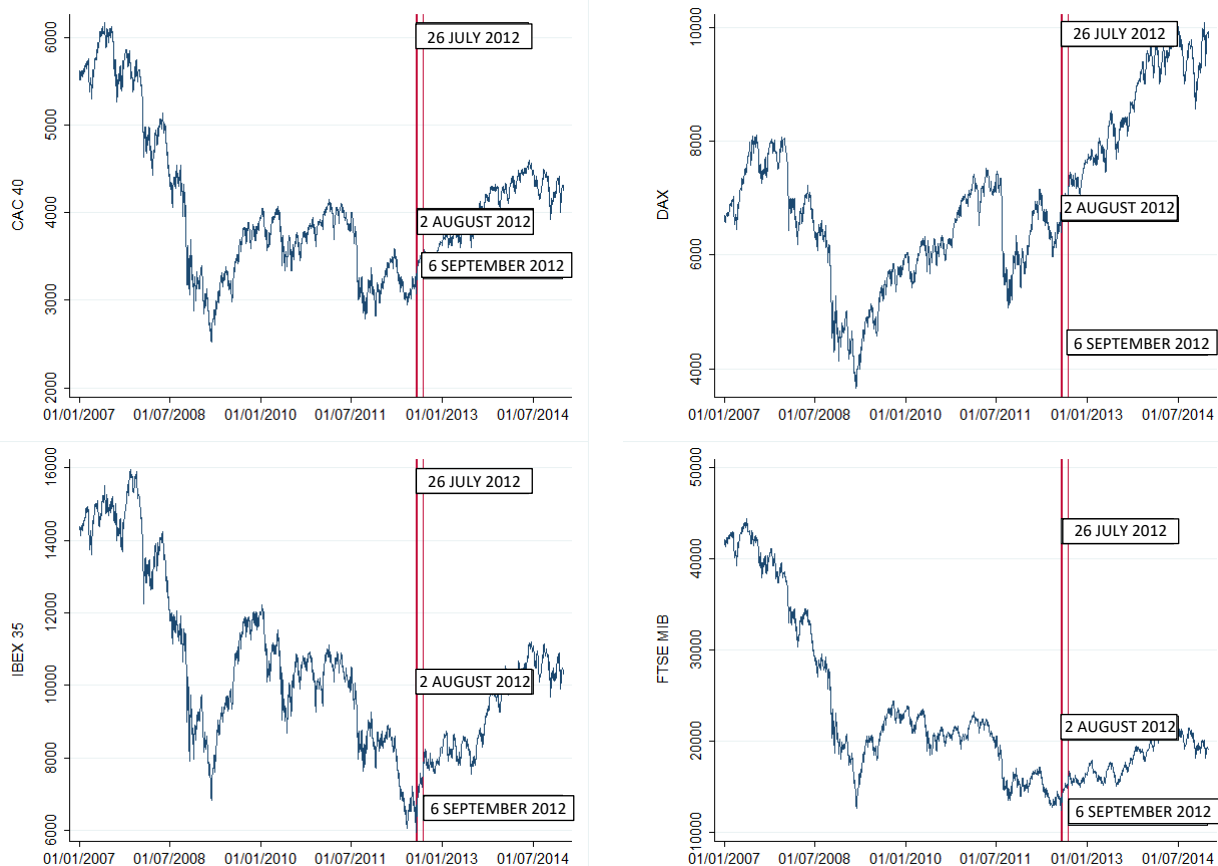 CAC 40
6000
5000
4000
3000
2000
26 JULY 2012
2 AUGUST 2012
6 SEPTEMBER 2012
01/01/2007 01/07/2008 01/01/2010 01/07/2011 01/01/2013 01/07/2014
DAX
10000
8000
6000
4000
26 JULY 2012
2 AUGUST 2012
6 SEPTEMBER 2012
01/01/2007 01/07/2008 01/01/2010 01/07/2011 01/01/2013 01/07/2014
IBEX 35
16000
14000
12000
10000
8000
6000
26 JULY 2012
2 AUGUST 2012
6 SEPTEMBER 2012
01/01/2007 01/07/2008 01/01/2010 01/07/2011 01/01/2013 01/07/2014
FTSE MIB
50000
40000
30000
20000
10000
26 JULY 2012
2 AUGUST 2012
6 SEPTEMBER 2012
01/01/2007 01/07/2008 01/01/2010 01/07/2011 01/01/2013 01/07/2014